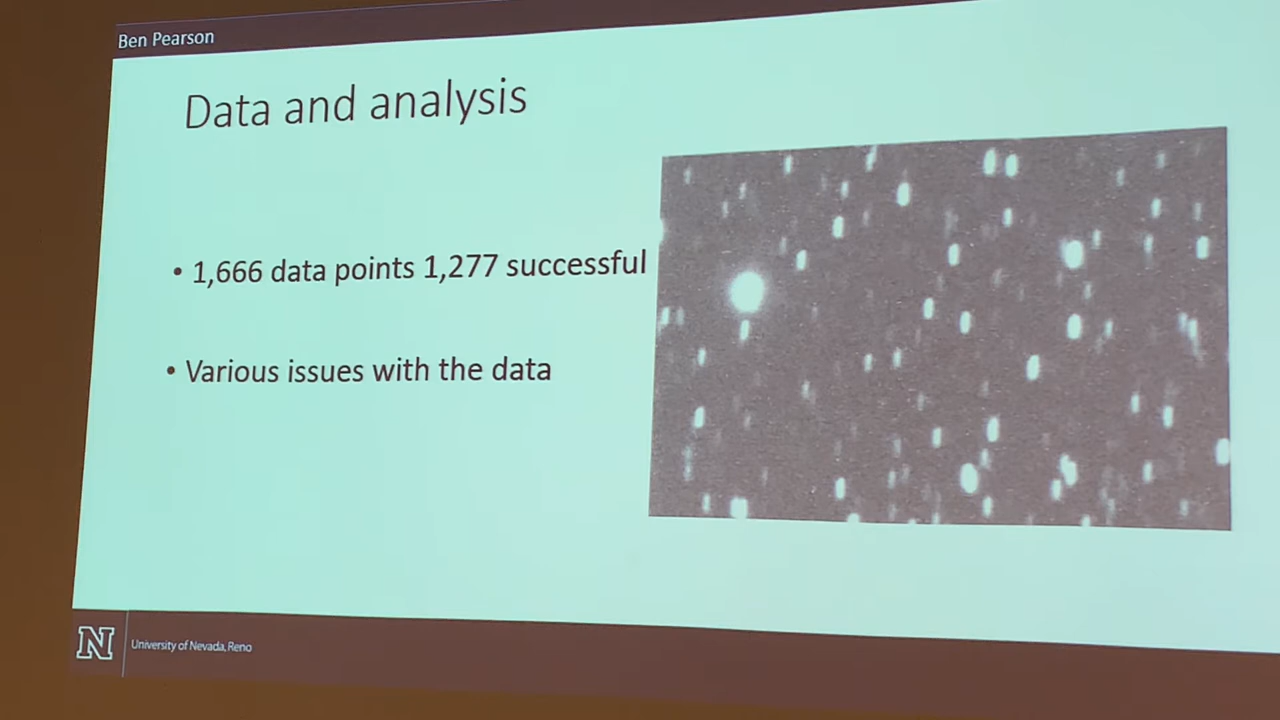 Ben Pearson
Data and analysis
• 1,666 data points 1,277 successful
• Various issues with the data
N
University of Nevada, Reno